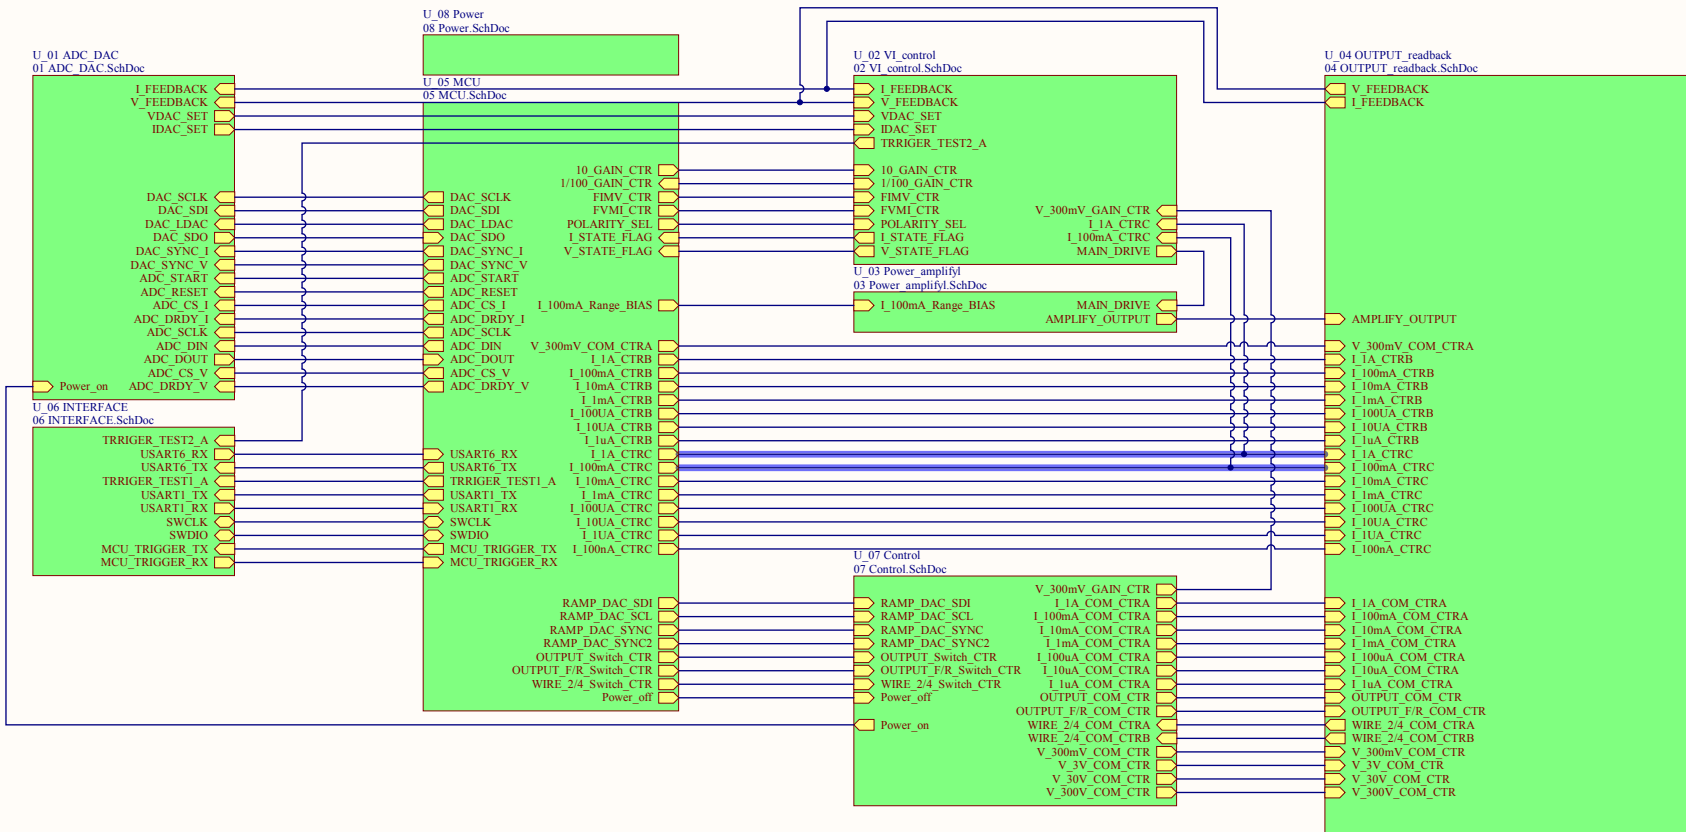 U_08 Power
08 Power.SchDoc
U_01 ADC_DAC
01 ADC_DAC.SchDoc
I_FEEDBACK
V_FEEDBACK
VDAC_SET
IDAC_SET
DAC_SCLK
DAC_SDI
DAC_LDAC
DAC_SDO
DAC_SYNC_I
DAC_SYNC_V
ADC_START
ADC_RESET
ADC_CS_I
ADC_DRDY_I
ADC_SCLK
ADC_DIN
ADC_DOUT
ADC_CS_V
Power_on ADC_DRDY_V
U_06 INTERFACE
06 INTERFACE.SchDoc
TRRIGER_TEST2_A
USART6_RX
USART6_TX
TRRIGER_TEST1_A
USART1_TX
USART1_RX
SWCLK
SWDIO
MCU_TRIGGER_TX
MCU_TRIGGER_RX
U_05 MCU
05 MCU.SchDoc
DAC_SCLK
DAC_SDI
DAC_LDAC
DAC_SDO
DAC_SYNC_I
DAC_SYNC_V
ADC_START
ADC_RESET
ADC_CS_I
ADC_DRDY_I
ADC_SCLK
ADC_DIN
ADC_DOUT
ADC_CS_V
ADC_DRDY_V
USART6_RX
USART6_TX
TRRIGER_TEST1_A
USART1_TX
USART1_RX
SWCLK
SWDIO
MCU_TRIGGER_TX
MCU_TRIGGER_RX
10_GAIN_CTR
1/100_GAIN_CTR
FIMV_CTR
FVMI_CTR
POLARITY_SEL
I_STATE_FLAG
V_STATE_FLAG
I_100mA_Range_BIAS
V_300mV_COM_CTRA
I_1A_CTRB
I_100mA_CTRB
I_10mA_CTRB
I_1mA_CTRB
I_100UA_CTRB
I_10UA_CTRB
I_1uA_CTRB
I_1A_CTRC
I_100mA_CTRC
I_10mA_CTRC
I_1mA_CTRC
I_100UA_CTRC
I_10UA_CTRC
I_1UA_CTRC
I_100nA_CTRC
RAMP_DAC_SDI
RAMP_DAC_SCL
RAMP_DAC_SYNC
RAMP_DAC_SYNC2
OUTPUT_Switch_CTR
OUTPUT_F/R_Switch_CTR
WIRE_2/4_Switch_CTR
Power_off
U_02 VI_control
02 VI_control.SchDoc
I_FEEDBACK
V_FEEDBACK
VDAC_SET
IDAC_SET
TRRIGER_TEST2_A
10_GAIN_CTR
1/100_GAIN_CTR
FIMV_CTR
FVMI_CTR
POLARITY_SEL
I_STATE_FLAG
V_STATE_FLAG
V_300mV_GAIN_CTR
I_1A_CTRC
I_100mA_CTRC
MAIN_DRIVE
U_03 Power_amplifyl
03 Power_amplifyl.SchDoc
I_100mA_Range_BIAS
MAIN_DRIVE
AMPLIFY_OUTPUT
U_07 Control
07 Control.SchDoc
RAMP_DAC_SDI
RAMP_DAC_SCL
RAMP_DAC_SYNC
RAMP_DAC_SYNC2
OUTPUT_Switch_CTR
OUTPUT_F/R_Switch_CTR
WIRE_2/4_Switch_CTR
Power_off
Power_on
V_300mV_GAIN_CTR
I_1A_COM_CTRA
I_100mA_COM_CTRA
I_10mA_COM_CTRA
I_1mA_COM_CTRA
I_100uA_COM_CTRA
I_10uA_COM_CTRA
I_1uA_COM_CTRA
OUTPUT_COM_CTR
OUTPUT_F/R_COM_CTR
WIRE_2/4_COM_CTRA
WIRE_2/4_COM_CTRB
V_300mV_COM_CTR
V_3V_COM_CTR
V_30V_COM_CTR
V_300V_COM_CTR
U_04 OUTPUT_readback
04 OUTPUT_readback.SchDoc
V_FEEDBACK
I_FEEDBACK
AMPLIFY_OUTPUT
V_300mV_COM_CTRA
I_1A_CTRB
I_100mA_CTRB
I_10mA_CTRB
I_1mA_CTRB
I_100UA_CTRB
I_10UA_CTRB
I_1uA_CTRB
I_1A_CTRC
I_100mA_CTRC
I_10mA_CTRC
I_1mA_CTRC
I_100UA_CTRC
I_10UA_CTRC
I_1UA_CTRC
I_100nA_CTRC
I_1A_COM_CTRA
I_100mA_COM_CTRA
I_10mA_COM_CTRA
I_1mA_COM_CTRA
I_100uA_COM_CTRA
I_10uA_COM_CTRA
I_1uA_COM_CTRA
OUTPUT_COM_CTR
OUTPUT_F/R_COM_CTR
WIRE_2/4_COM_CTRA
WIRE_2/4_COM_CTRB
V_300mV_COM_CTR
V_3V_COM_CTR
V_30V_COM_CTR
V_300V_COM_CTR